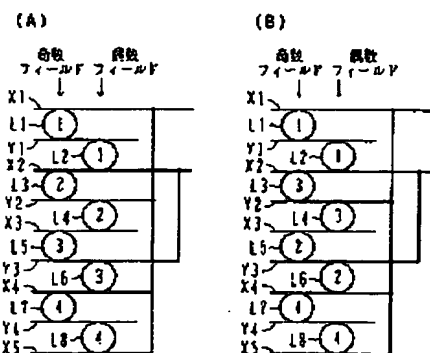 (A)
奇数 偶数
フィールド フィールド
X1
L1 1
Y1
L2 1
X2
L3 2
Y2
L4 2
X3
L5 3
Y3
L6 3
X4
L7 4
Y4
L8 4
X5
(B)
奇数 偶数
フィールド フィールド
X1
L1 1
Y1
L2 1
X2
L3 3
Y2
L4 3
X3
L5 2
Y3
L6 2
X4
L7 4
Y4
L8 4
X5